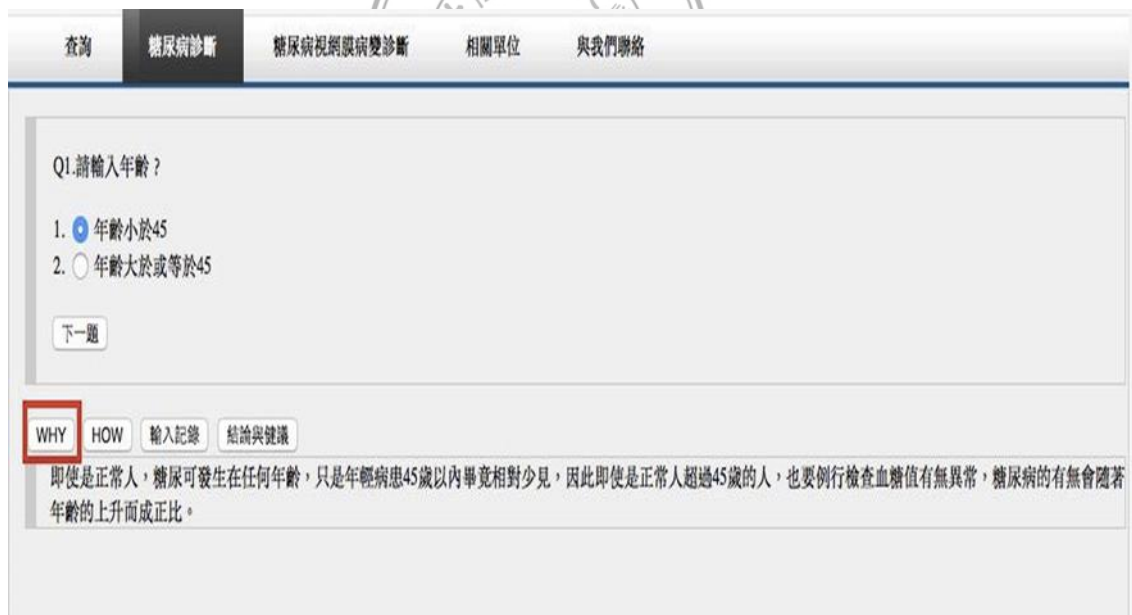 查詢 糖尿病診斷 糖尿病視網膜病變診斷 相關單位 與我們聯絡
Q1.請輸入年齡?
1. 年齡小於45
2. 年齡大於或等於45
下一題
WHY HOW 輸入記錄 結論與健議
即使是正常人,糖尿可發生在任何年齡,只是年輕病患45歲以內畢竟相對少見,因此即使是正常人超過45歲的人,也要例行檢查血糖值有無異常,糖尿病的有無會隨著
年齡的上升而成正比。